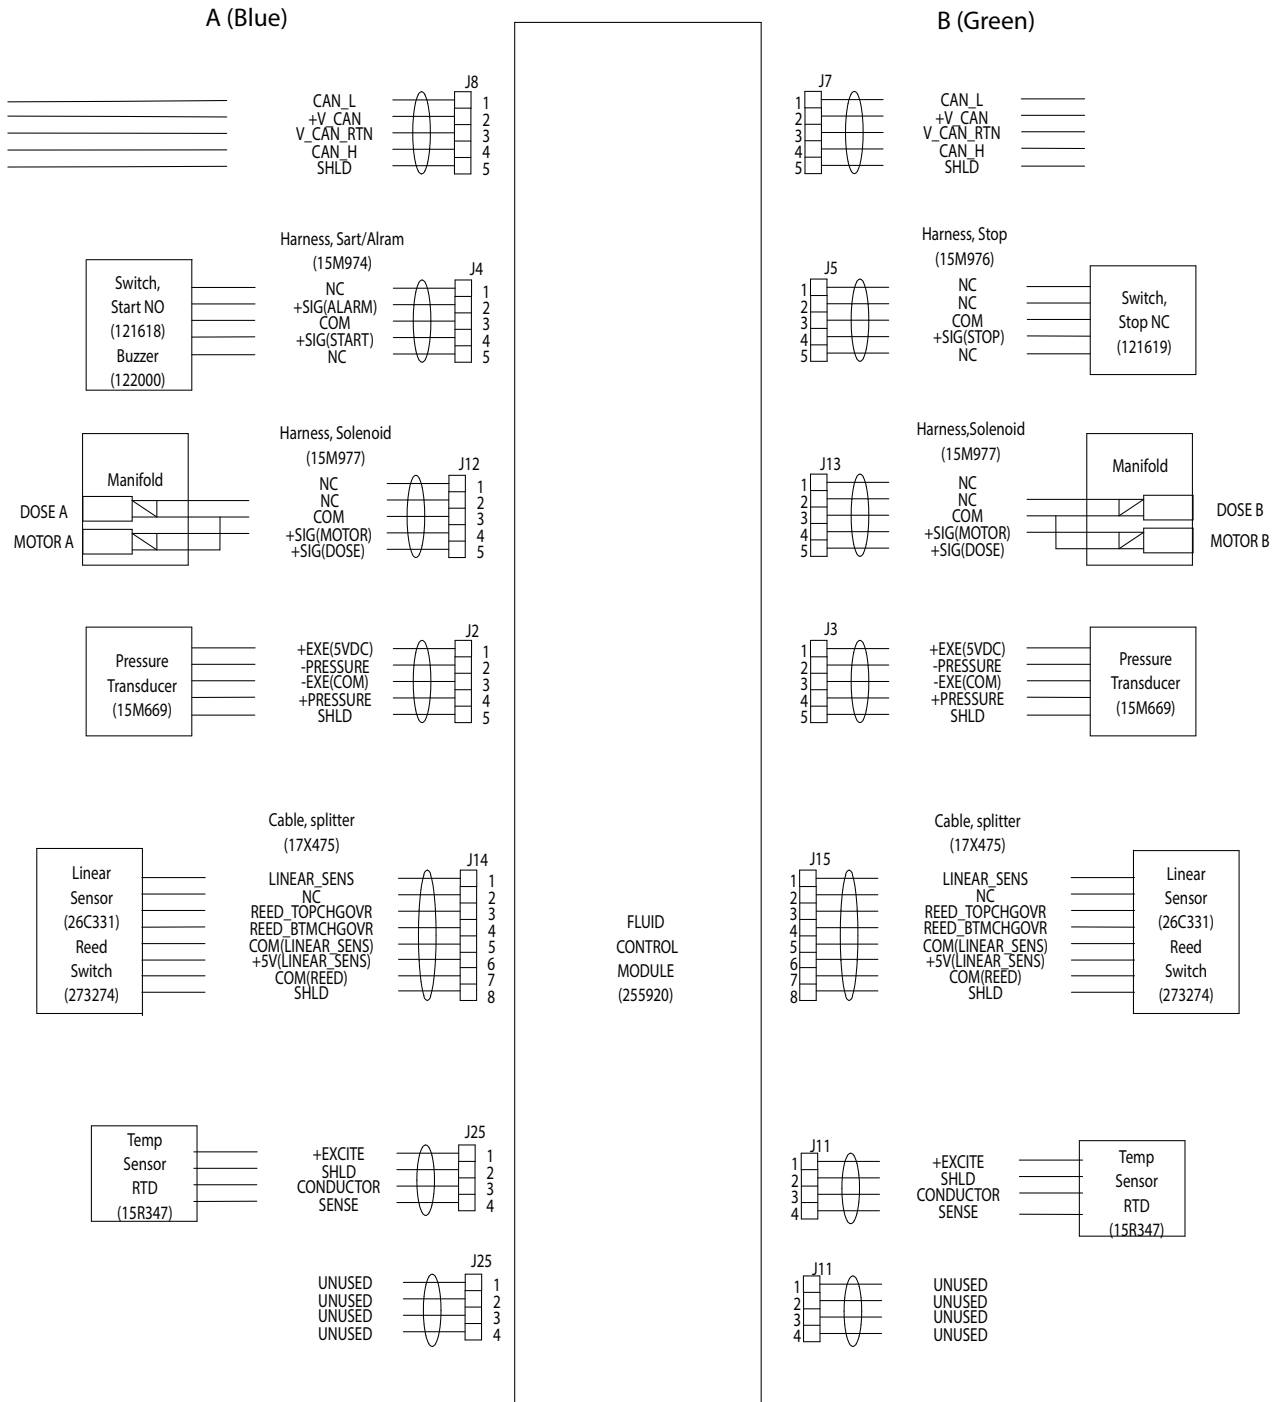 A (Blue)
B (Green)
J8
CAN_L
+V_CAN
V_CAN_RTN
CAN_H
SHLD
1
2
3
4
5
J7
1
2
3
4
5
CAN_L
+V_CAN
V_CAN_RTN
CAN_H
SHLD
Harness, Sart/Alram
(15M974)
J4
Switch,
Start NO
(121618)
Buzzer
(122000)
NC
+SIG(ALARM)
COM
+SIG(START)
NC
1
2
3
4
5
Harness, Stop
(15M976)
J5
1
2
3
4
5
NC
NC
COM
+SIG(STOP)
NC
Switch,
Stop NC
(121619)
Harness, Solenoid
(15M977)
J12
Manifold
DOSE A
MOTOR A
NC
NC
COM
+SIG(MOTOR)
+SIG(DOSE)
1
2
3
4
5
Harness,Solenoid
(15M977)
J13
1
2
3
4
5
NC
NC
COM
+SIG(MOTOR)
+SIG(DOSE)
Manifold
DOSE B
MOTOR B
J2
Pressure
Transducer
(15M669)
+EXE(5VDC)
-PRESSURE
-EXE(COM)
+PRESSURE
SHLD
1
2
3
4
5
J3
1
2
3
4
5
+EXE(5VDC)
-PRESSURE
-EXE(COM)
+PRESSURE
SHLD
Pressure
Transducer
(15M669)
Cable, splitter
(17X475)
J14
Linear
Sensor
(26C331)
Reed
Switch
(273274)
LINEAR_SENS
NC
REED_TOPCHGOVR
REED_BTMCHGOVR
COM(LINEAR_SENS)
+5V(LINEAR_SENS)
COM(REED)
SHLD
1
2
3
4
5
6
7
8
FLUID
CONTROL
MODULE
(255920)
Cable, splitter
(17X475)
J15
1
2
3
4
5
6
7
8
LINEAR_SENS
NC
REED_TOPCHGOVR
REED_BTMCHGOVR
COM(LINEAR_SENS)
+5V(LINEAR_SENS)
COM(REED)
SHLD
Linear
Sensor
(26C331)
Reed
Switch
(273274)
J25
Temp
Sensor
RTD
(15R347)
+EXCITE
SHLD
CONDUCTOR
SENSE
1
2
3
4
J11
1
2
3
4
+EXCITE
SHLD
CONDUCTOR
SENSE
Temp
Sensor
RTD
(15R347)
J25
UNUSED
UNUSED
UNUSED
UNUSED
1
2
3
4
J11
1
2
3
4
UNUSED
UNUSED
UNUSED
UNUSED